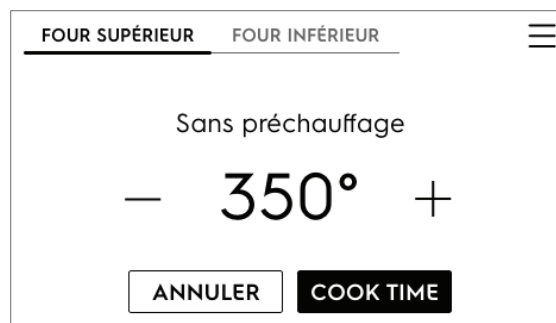 FOUR SUPÉRIEUR FOUR INFÉRIEUR
Sans préchauffage
— 350° +
ANNULER COOK TIME